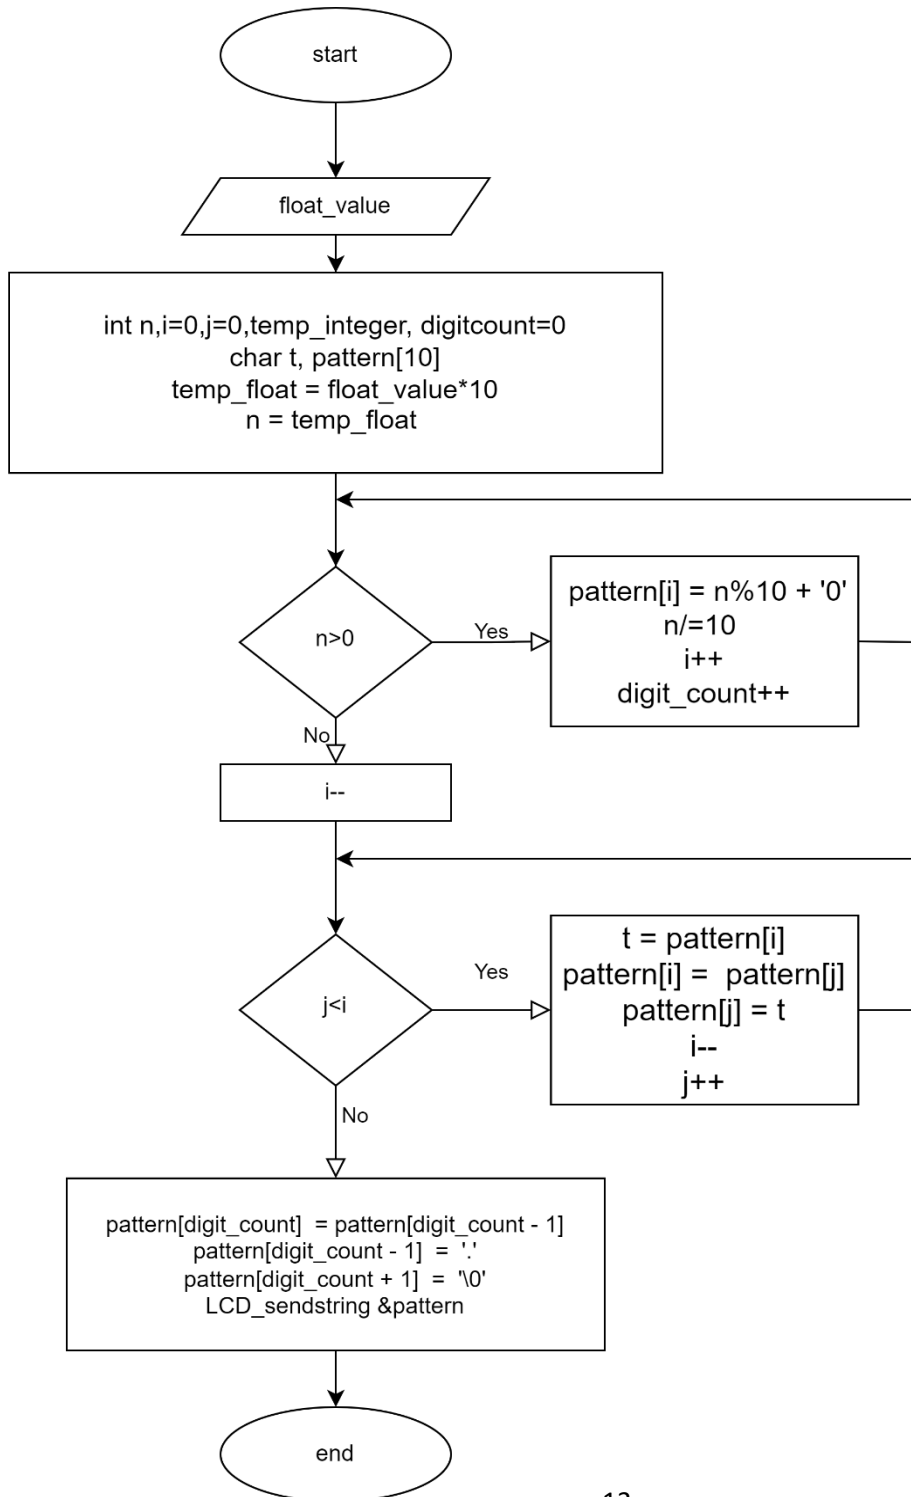 start
float_value
int n,i=0,j=0,temp_integer, digitcount=0
char t, pattern[10]
temp_float = float_value*10
n = temp_float
n>0
Yes
pattern[i] = n%10 + '0'
n/=10
i++
digit_count++
No
i--
j<i
Yes
t = pattern[i]
pattern[i] =  pattern[j]
pattern[j] = t
i--
j++
No
pattern[digit_count]  = pattern[digit_count - 1]
pattern[digit_count - 1]  =  '.'
pattern[digit_count + 1]  =  '\0'
LCD_sendstring &pattern
end